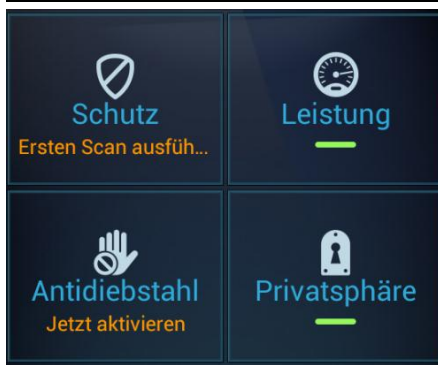 Schutz
Ersten Scan ausfüh...
Leistung
Antidiebstahl
Jetzt aktivieren
Privatsphäre